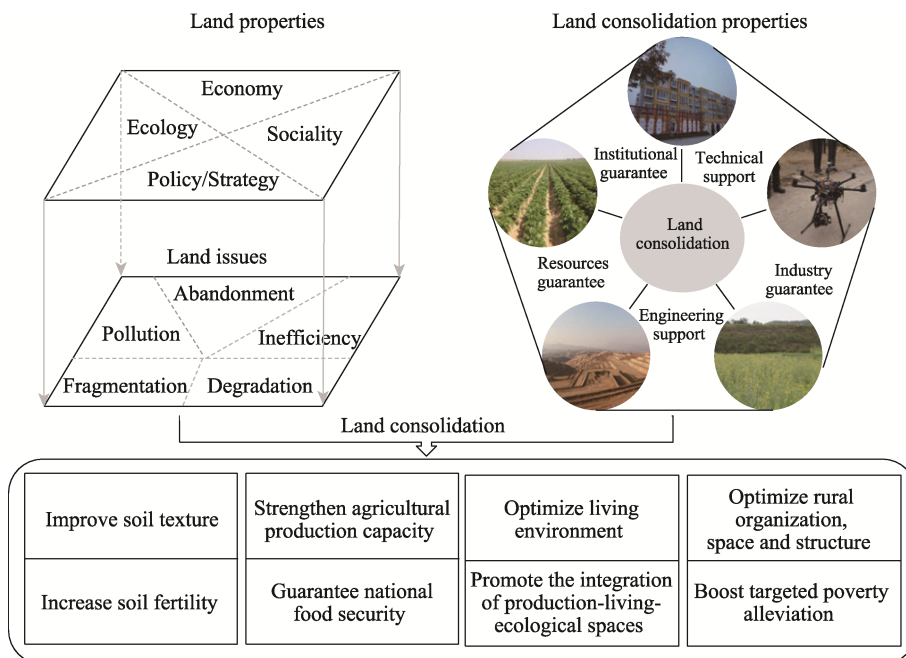 Land properties
Economy
Ecology
Sociality
Policy/Strategy
Land issues
Abandonment
Pollution
Inefficiency
Fragmentation
Degradation
Land consolidation properties
Institutional
guarantee
Technical
support
Land
consolidation
Resources
guarantee
Industry
guarantee
Engineering
support
Land consolidation
Improve soil texture
Strengthen agricultural
production capacity
Optimize living
environment
Optimize rural
organization,
space and structure
Increase soil fertility
Guarantee national
food security
Promote the integration
of production-living-
ecological spaces
Boost targeted poverty
alleviation